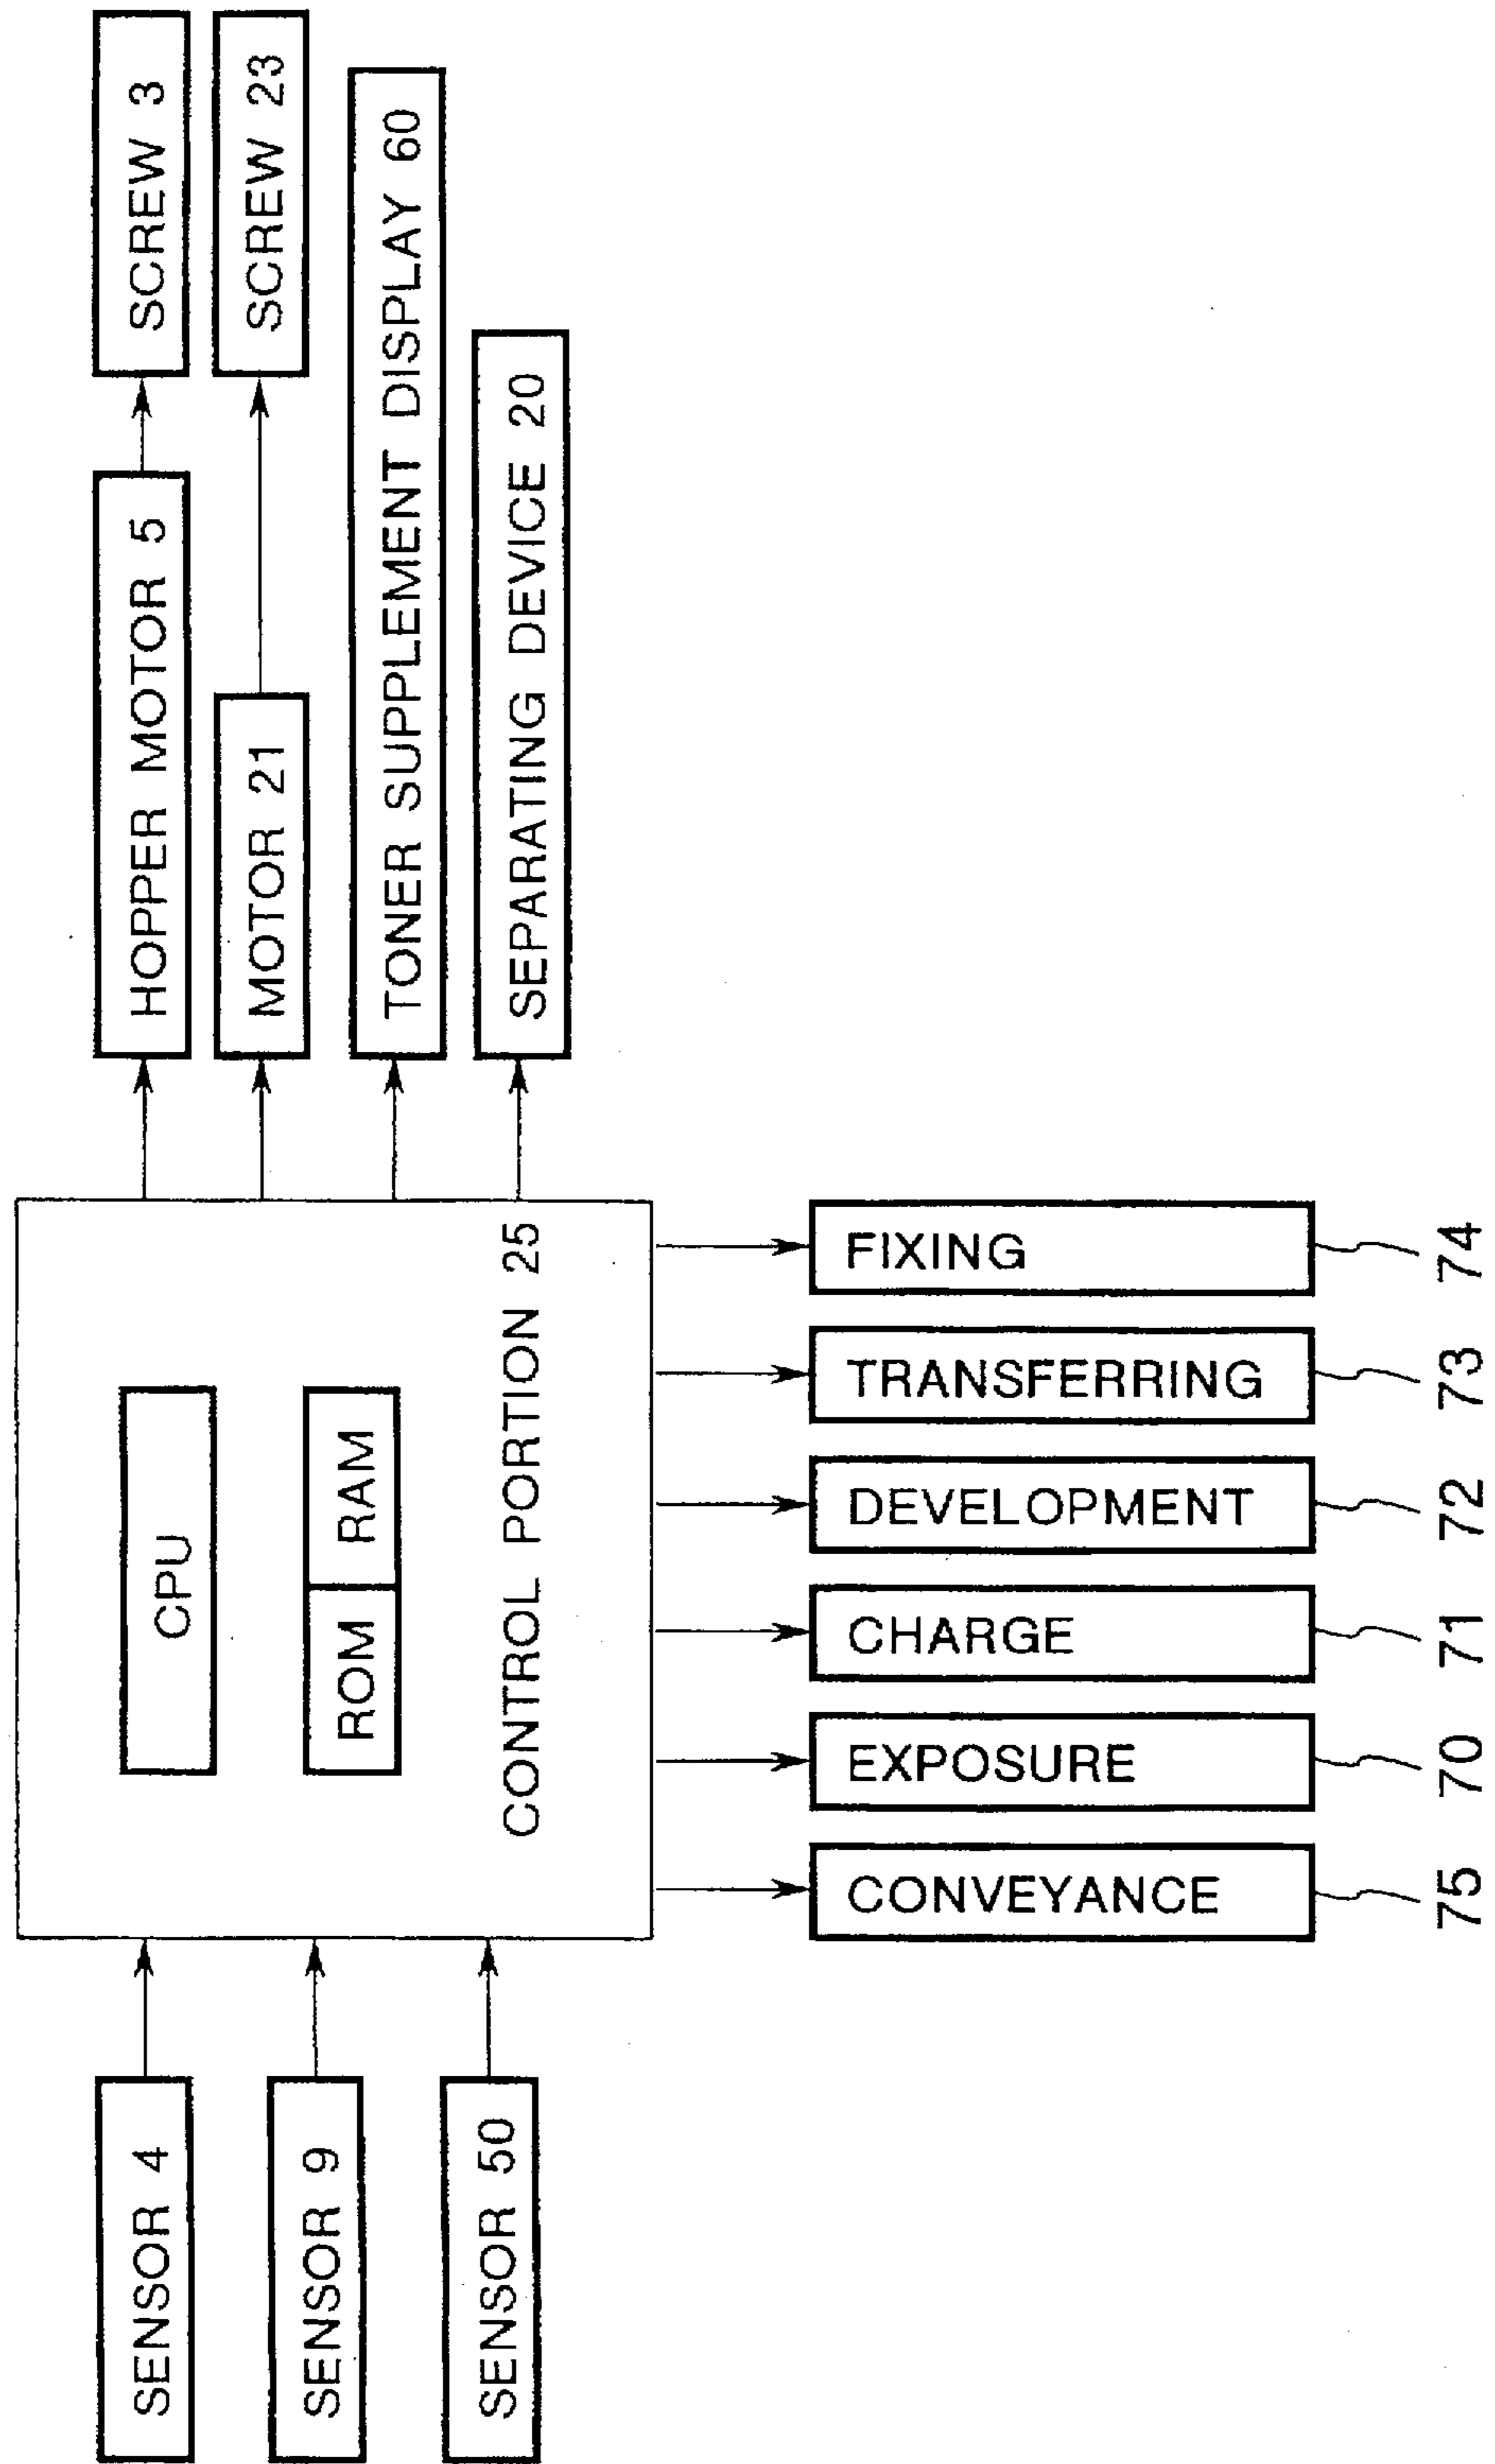 SENSOR 4
SENSOR 9
SENSOR 50
CPU
ROM
RAM
CONTROL PORTION 25
HOPPER MOTOR 5
SCREW 3
MOTOR 21
SCREW 23
TONER SUPPLEMENT DISPLAY 60
SEPARATING DEVICE 20
CONVEYANCE
EXPOSURE
CHARGE
DEVELOPMENT
TRANSFERRING
FIXING
75
70
71
72
73
74